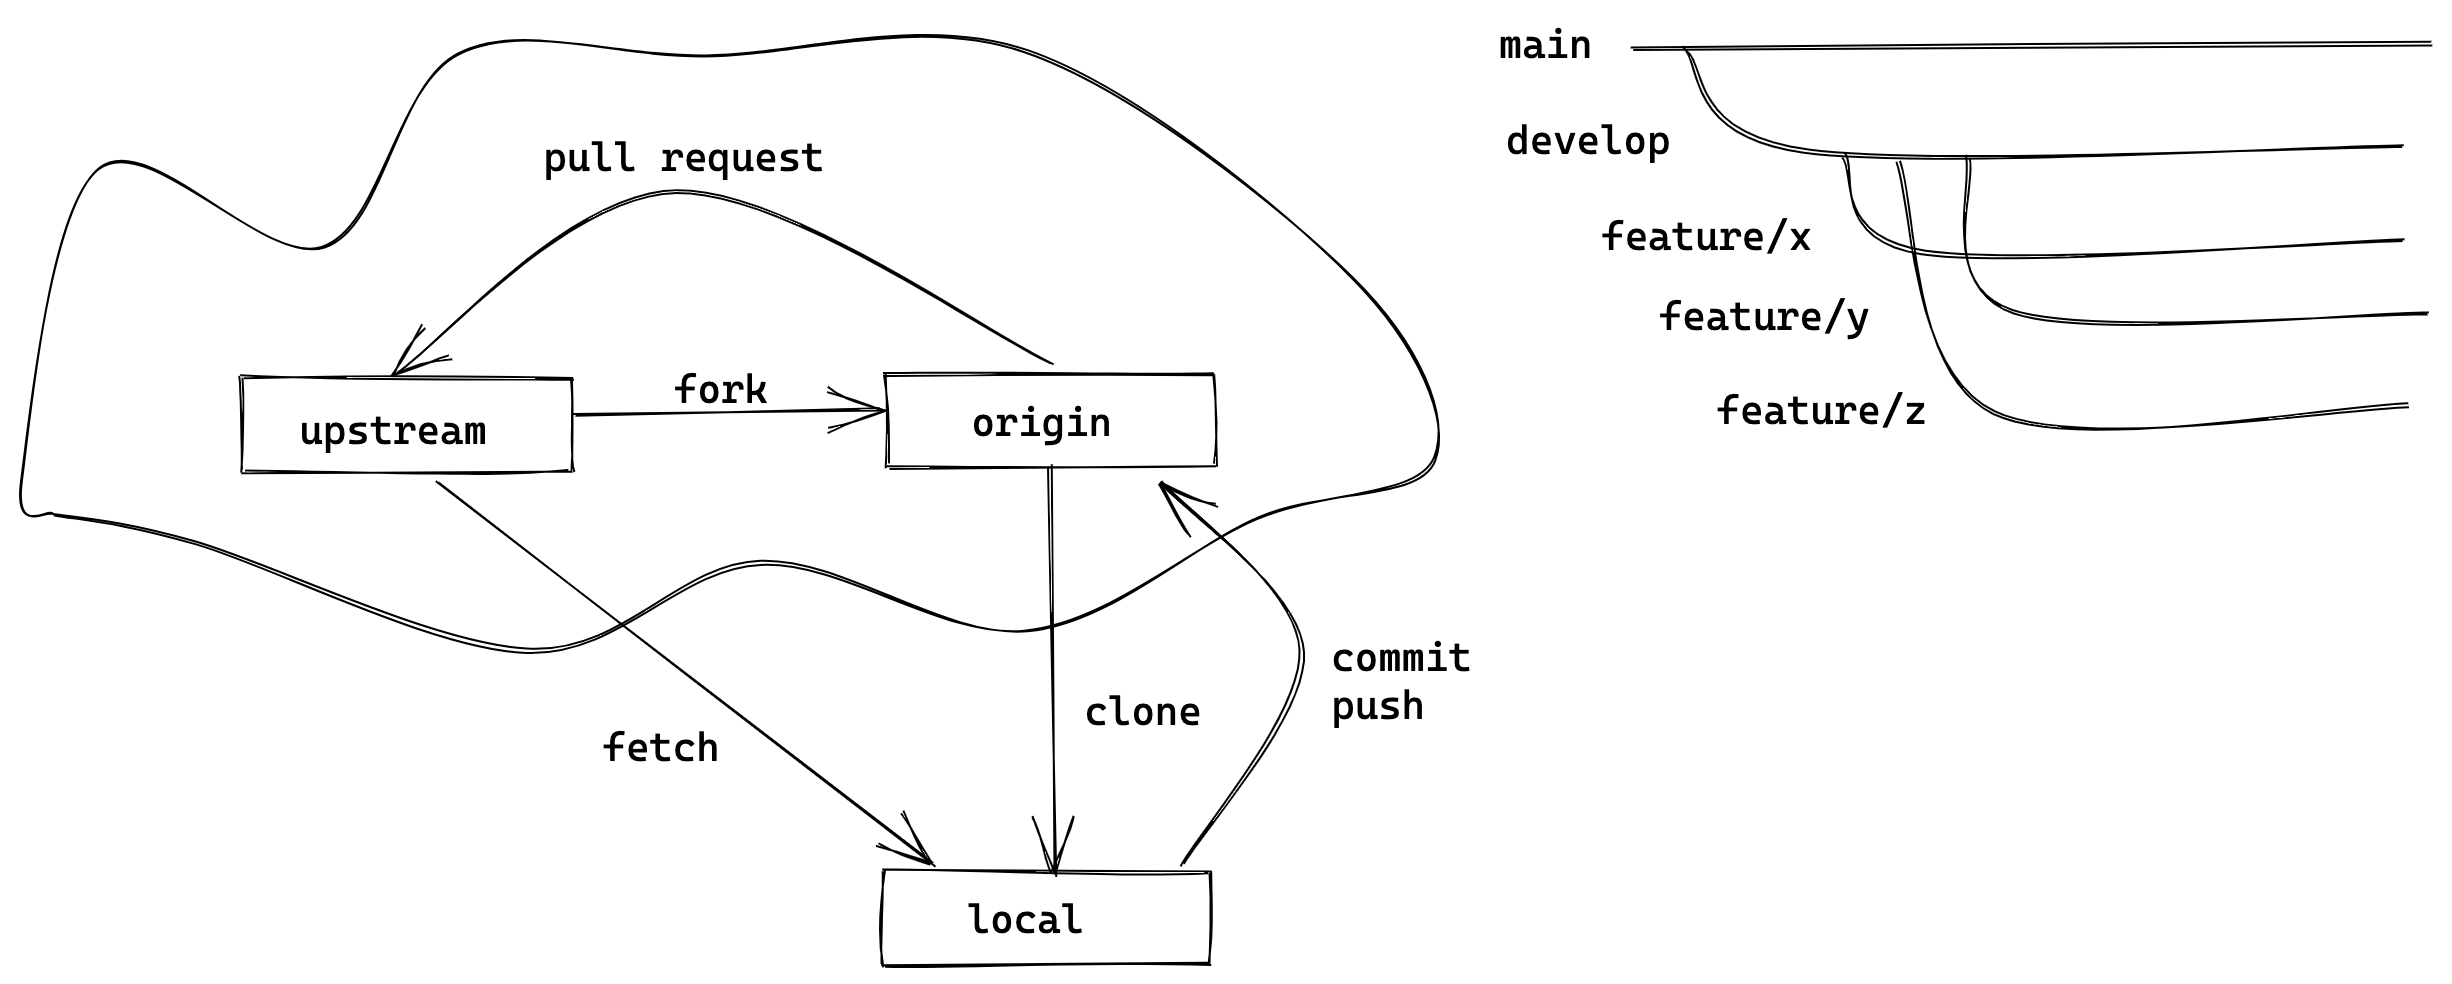 pull request
upstream
fork
origin
fetch
clone
commit
push
local
main
develop
feature/x
feature/y
feature/z